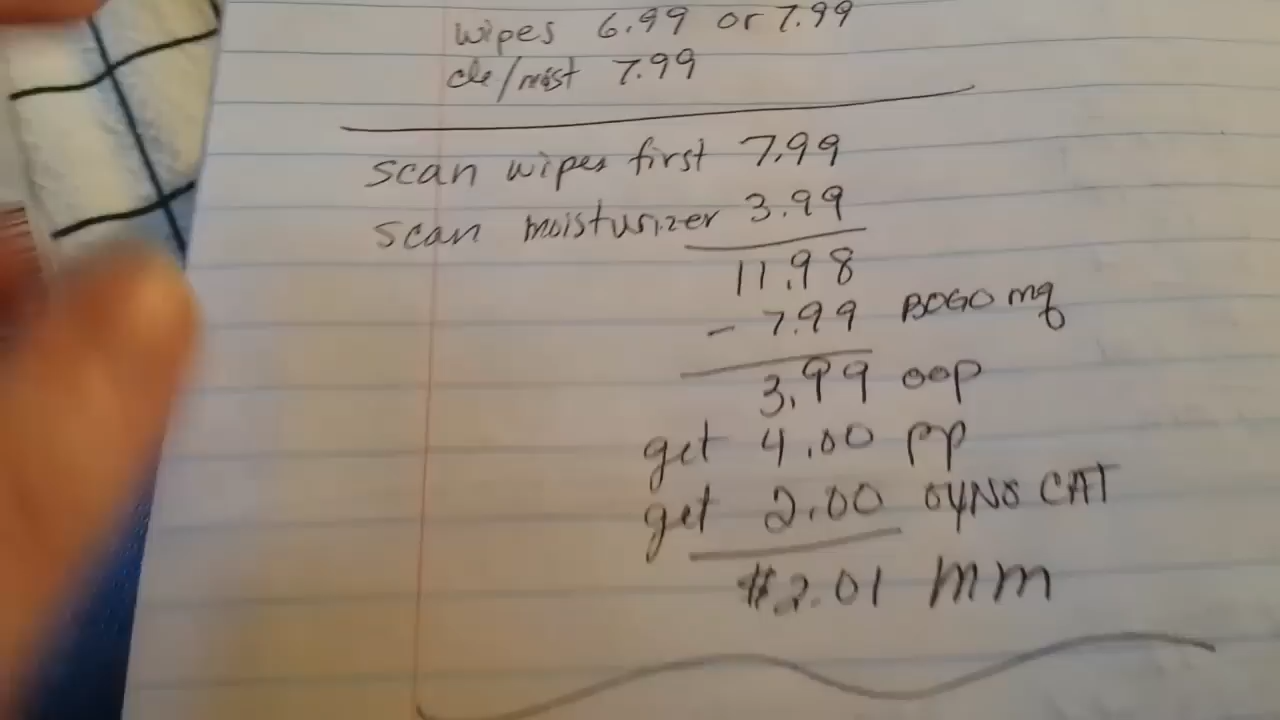 wipes 6.99 or 7.99
cle/mist 7.99
scan wipes first 7.99
scan moisturizer 3.99
11.98
- 7.99 BOGO mq
3.99 oop
get 4.00 pp
get 2.00 OYNO CAT
$2.01 mm